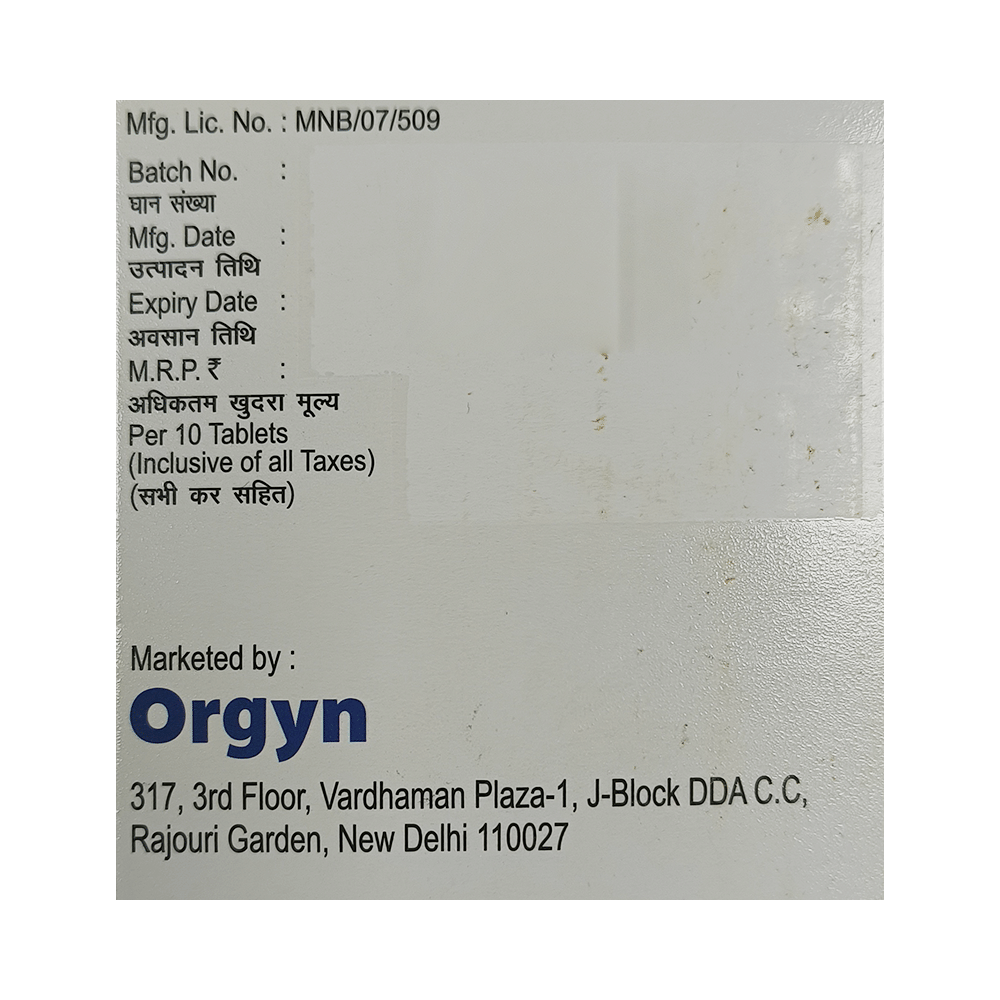 Mfg. Lic. No. : MNB/07/509
Batch No. :
घान संख्या
Mfg. Date :
उत्पादन तिथि
Expiry Date :
अवसान तिथि
M.R.P. ₹ :
अधिकतम खुदरा मूल्य
Per 10 Tablets
(Inclusive of all Taxes)
(सभी कर सहित)
Marketed by :
Orgyn
317, 3rd Floor, Vardhaman Plaza-1, J-Block DDA C.C,
Rajouri Garden, New Delhi 110027